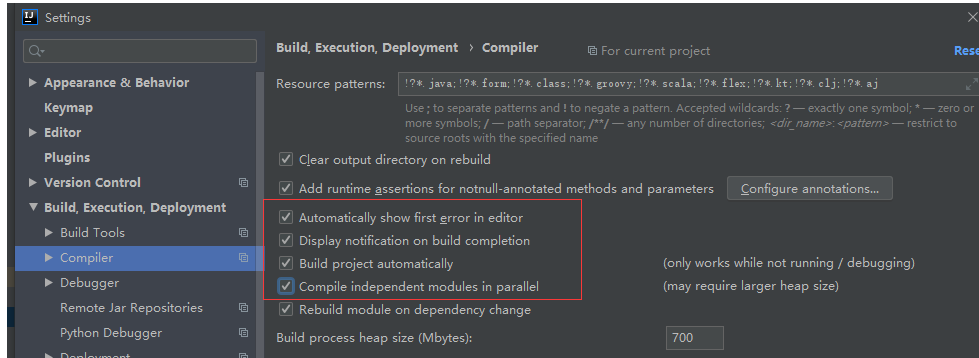 IJ Settings
Build, Execution, Deployment › Compiler For current project Rese
Appearance & Behavior
Keymap
Editor
Plugins
Version Control
Build, Execution, Deployment
Build Tools
Compiler
Debugger
Remote Jar Repositories
Python Debugger
Deployment
Resource patterns: !?*.java;!?*.form;!?*.class;!?*.groovy;!?*.scala;!?*.flex;!?*.kt;!?*.clj;!?*.aj
Use ; to separate patterns and ! to negate a pattern. Accepted wildcards: ? — exactly one symbol; * — zero or
more symbols; / — path separator; /**/ — any number of directories; <dir_name>:<pattern> — restrict to
source roots with the specified name
Clear output directory on rebuild
Add runtime assertions for notnull-annotated methods and parameters Configure annotations...
Automatically show first error in editor
Display notification on build completion
Build project automatically (only works while not running / debugging)
Compile independent modules in parallel (may require larger heap size)
Rebuild module on dependency change
Build process heap size (Mbytes): 700